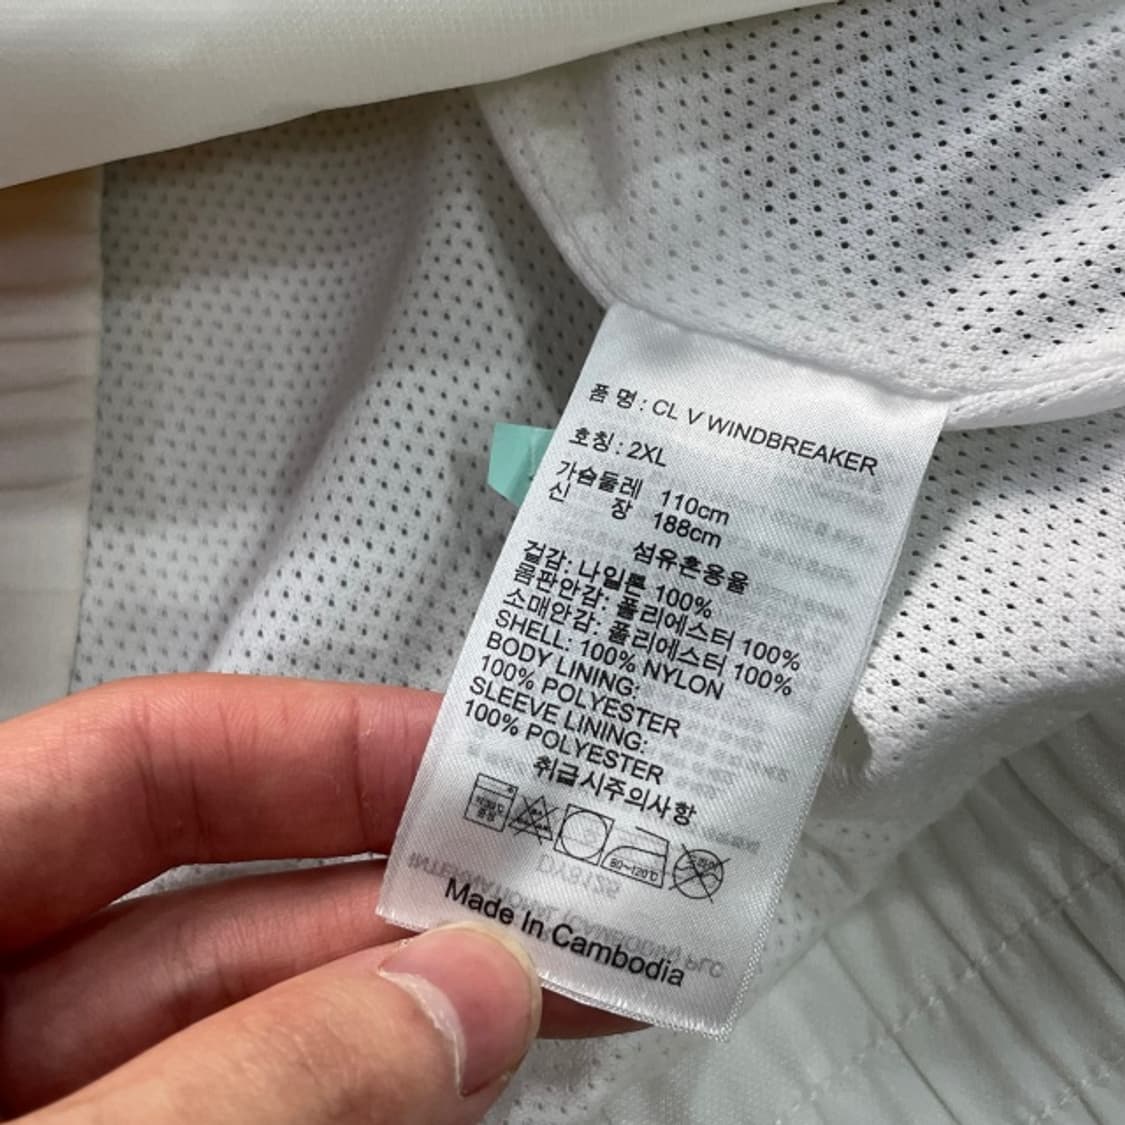 품 명 : CL V WINDBREAKER
호칭 : 2XL
가슴둘레 110cm
신 장 188cm
섬유혼용율
겉감: 나일론 100%
몸판안감: 폴리에스터 100%
소매안감: 폴리에스터 100%
SHELL: 100% NYLON
BODY LINING:
100% POLYESTER
SLEEVE LINING:
100% POLYESTER
취급시주의사항
80~120℃ 드라이
Made In Cambodia